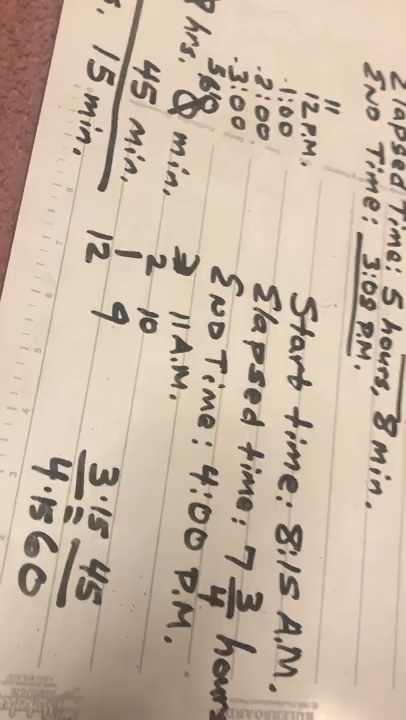 Elapsed Time: 5 hours, 8 min.
End Time: 3:08 P.M.
11
12 P.M.
.1:00
.2:00
.3:00
Start time: 8:15 A.M.
Elapsed time: 7 3/4 hours
End Time: 4:00 P.M.
hrs. 8 min.
11 A.M.
45 min.
2 10
15 min.
12 1 9
3·15 = 45
4·15 60
RULERBOARD